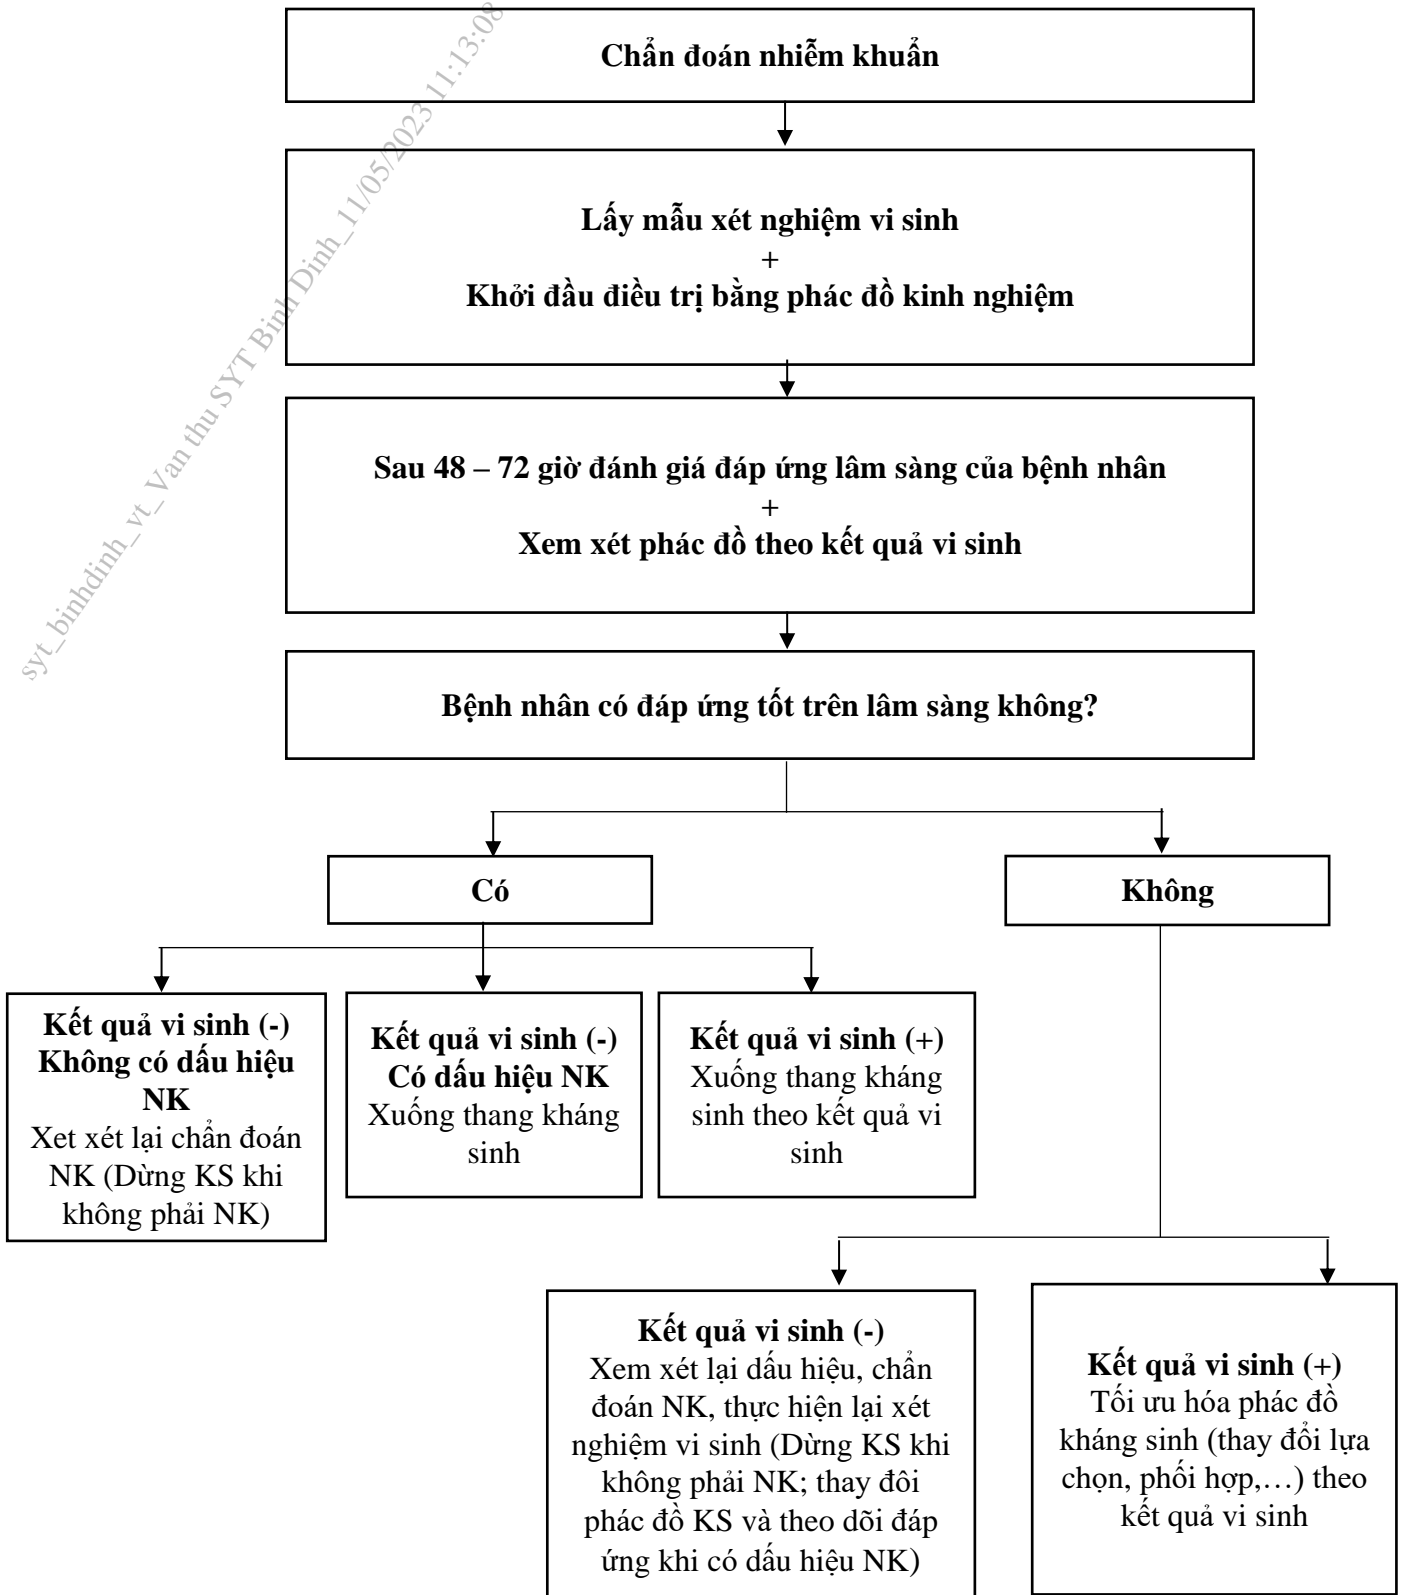 syt_binhdinh_vt_Van thu SYT Binh Dinh_11/05/2023 11:13:08
Chẩn đoán nhiễm khuẩn
Lấy mẫu xét nghiệm vi sinh
+
Khởi đầu điều trị bằng phác đồ kinh nghiệm
Sau 48 – 72 giờ đánh giá đáp ứng lâm sàng của bệnh nhân
+
Xem xét phác đồ theo kết quả vi sinh
Bệnh nhân có đáp ứng tốt trên lâm sàng không?
Có
Không
Kết quả vi sinh (-)
Không có dấu hiệu
NK
Xet xét lại chẩn đoán
NK (Dừng KS khi
không phải NK)
Kết quả vi sinh (-)
Có dấu hiệu NK
Xuống thang kháng
sinh
Kết quả vi sinh (+)
Xuống thang kháng
sinh theo kết quả vi
sinh
Kết quả vi sinh (-)
Xem xét lại dấu hiệu, chẩn
đoán NK, thực hiện lại xét
nghiệm vi sinh (Dừng KS khi
không phải NK; thay đôi
phác đồ KS và theo dõi đáp
ứng khi có dấu hiệu NK)
Kết quả vi sinh (+)
Tối ưu hóa phác đồ
kháng sinh (thay đổi lựa
chọn, phối hợp,…) theo
kết quả vi sinh